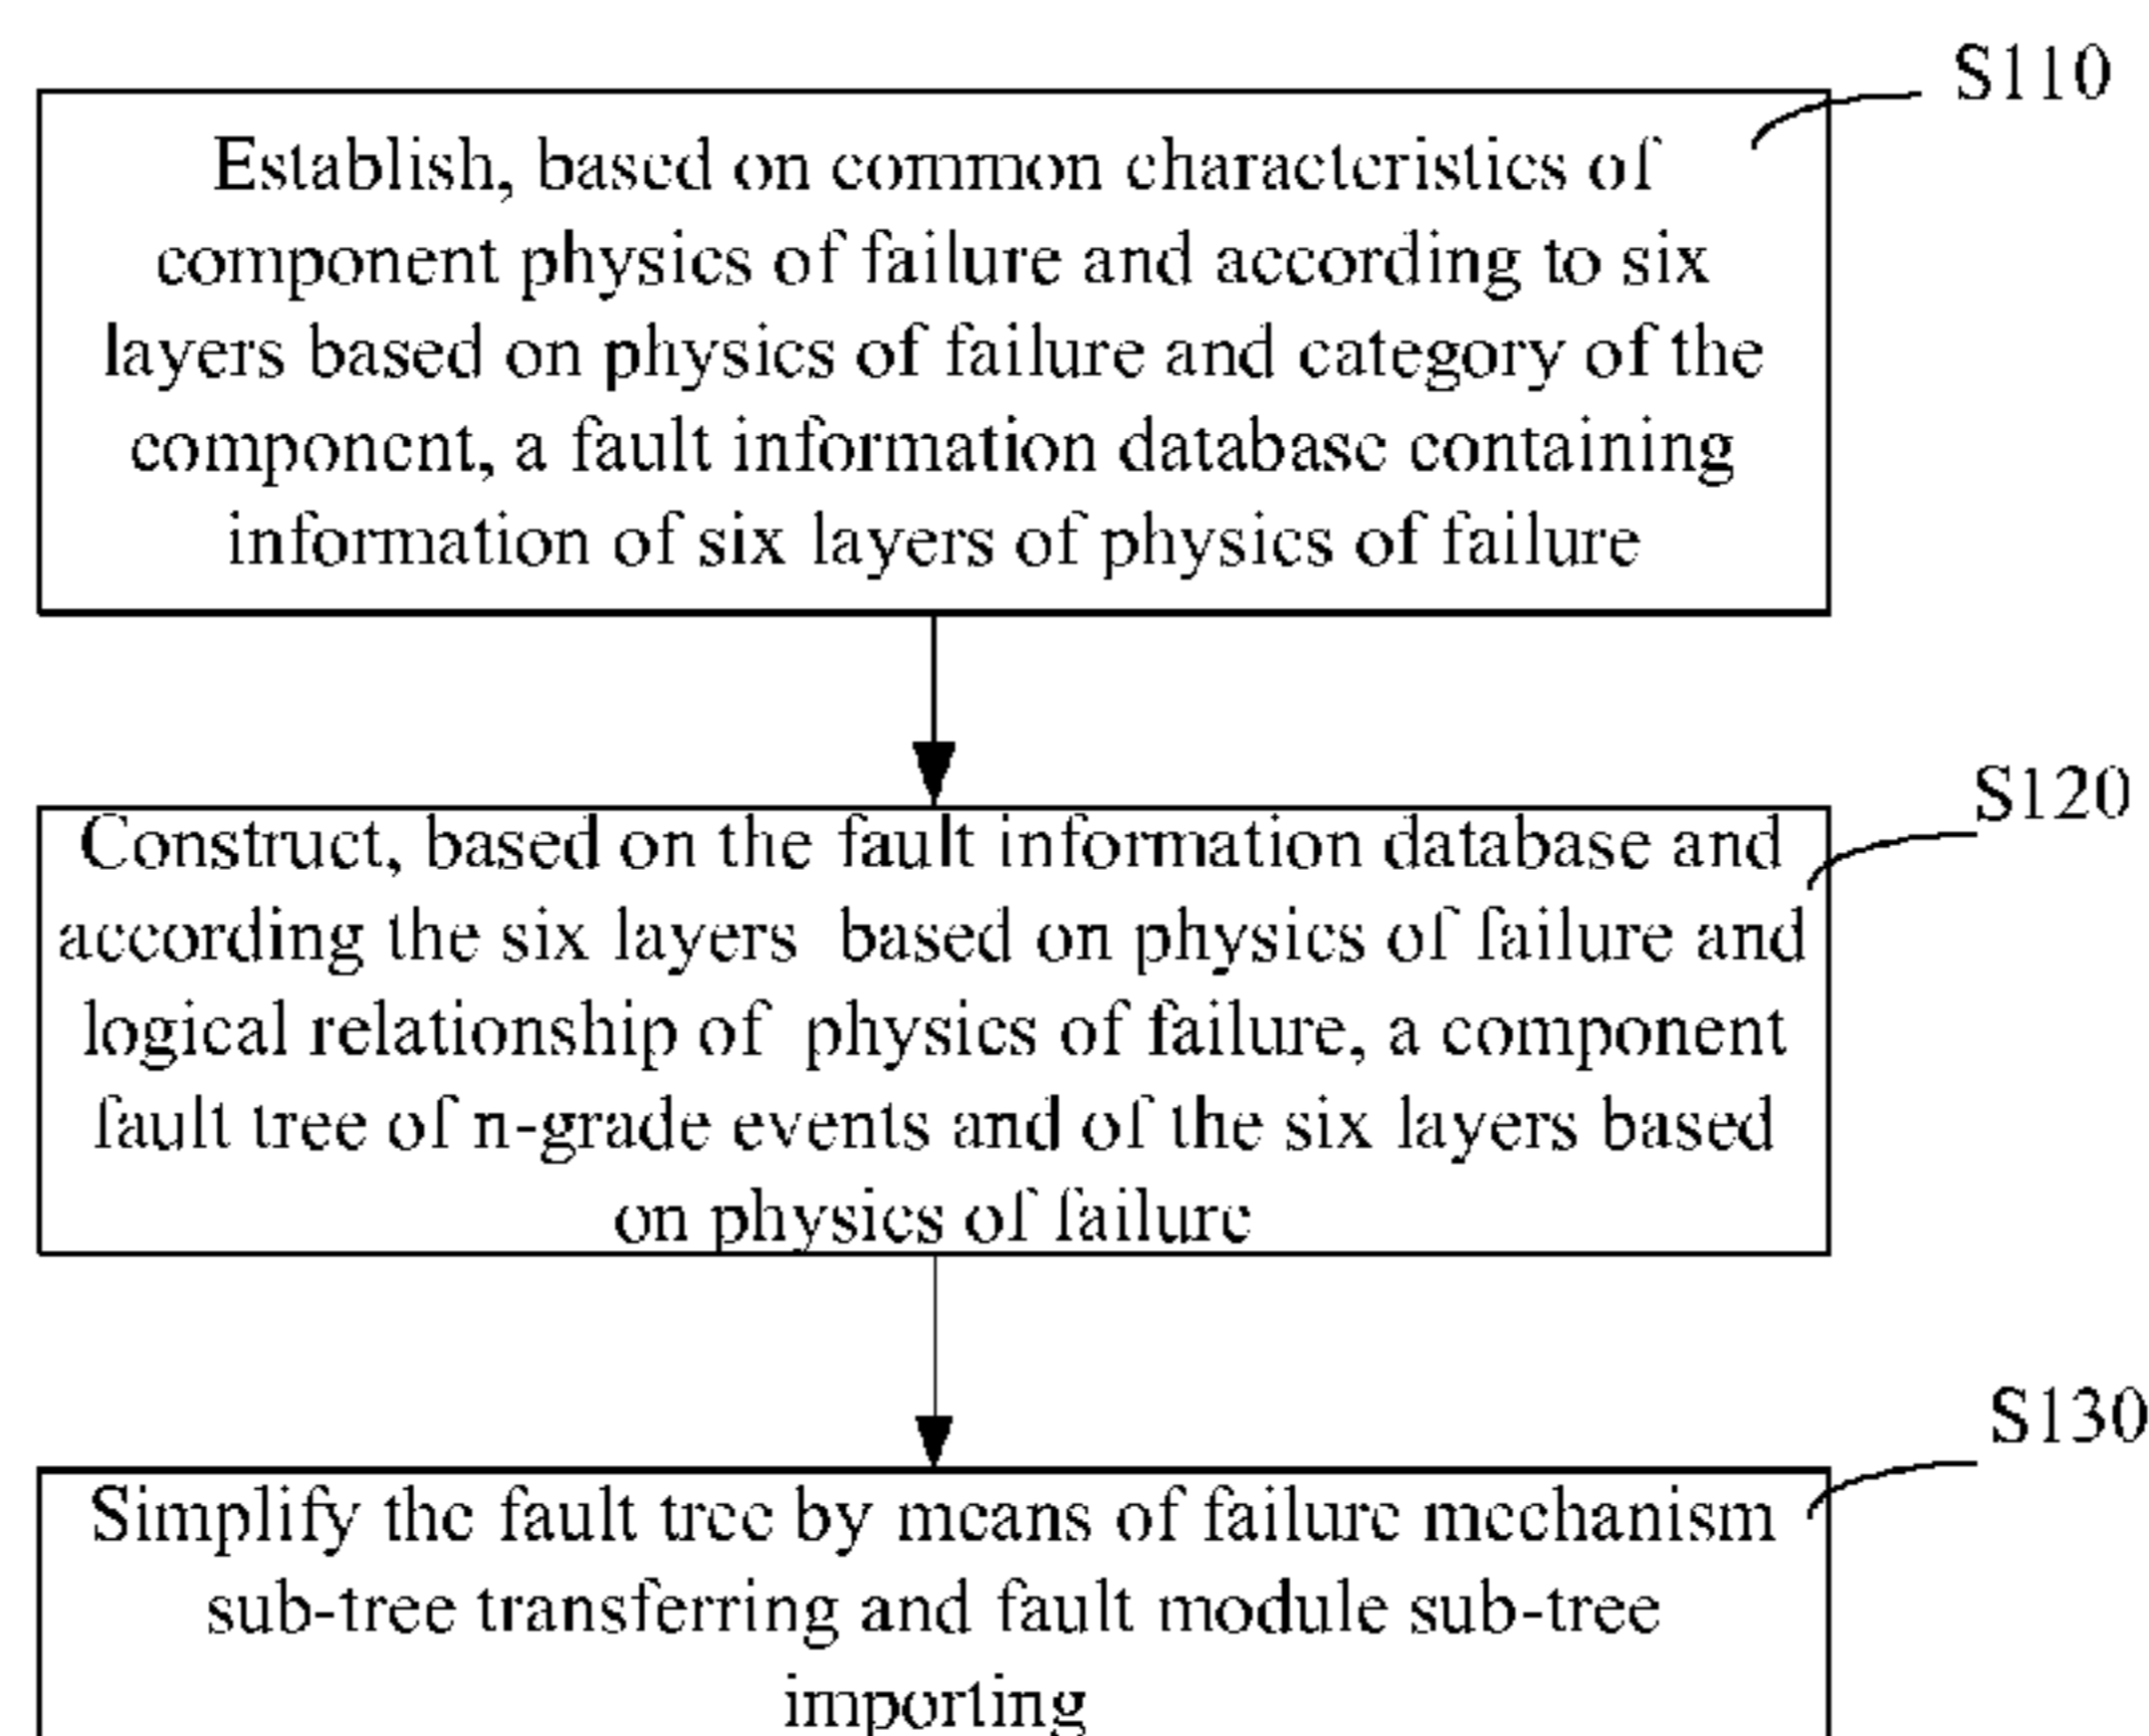 S110
Establish, based on common characteristics of
component physics of failure and according to six
layers based on physics of failure and category of the
component, a fault information database containing
information of six layers of physics of failure
S120
Construct, based on the fault information database and
according the six layers based on physics of failure and
logical relationship of physics of failure, a component
fault tree of n-grade events and of the six layers based
on physics of failure
S130
Simplify the fault tree by means of failure mechanism
sub-tree transferring and fault module sub-tree
importing